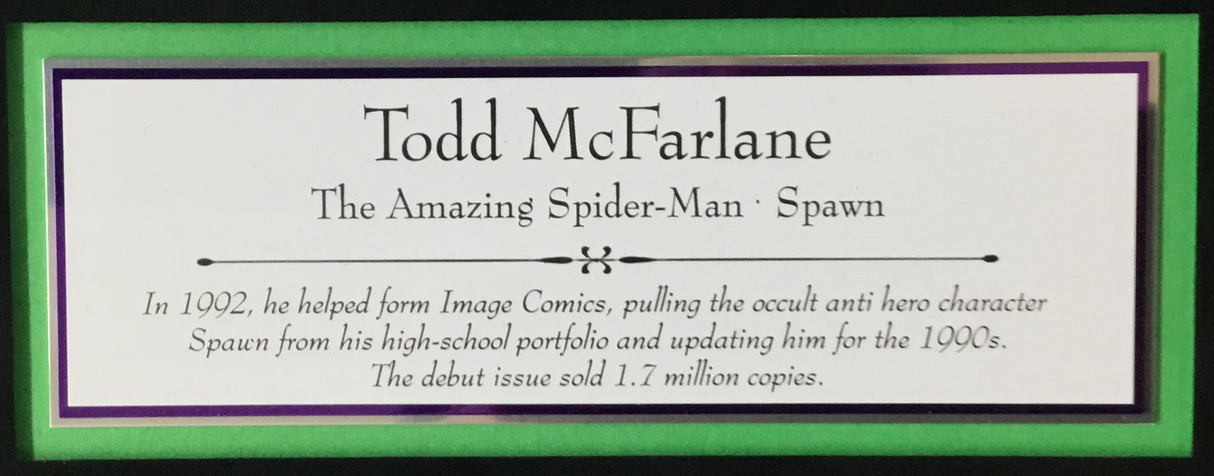 Todd McFarlane
The Amazing Spider-Man · Spawn
In 1992, he helped form Image Comics, pulling the occult anti hero character
Spawn from his high-school portfolio and updating him for the 1990s.
The debut issue sold 1.7 million copies.